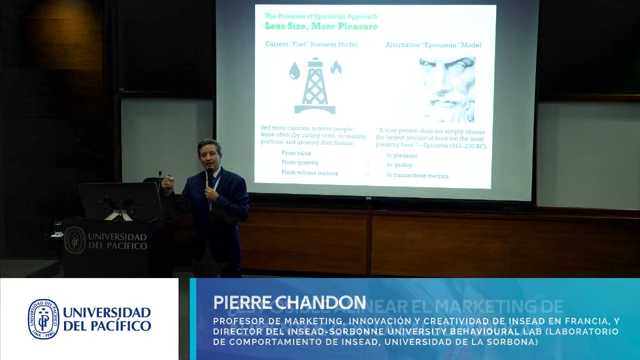 The Promises of Epicurean Approach
Less Size, More Pleasure
Current "Fuel" Business Model
Alternative "Epicurean" Model
Sell more calories, to more people
more often (by cutting costs, increasing
portions, and growing distribution)
From value
From quantity
From volume metrics
"A wise person does not simply choose
the largest amount of food but the most
pleasing food." —Epicurus (341–270 BC).
to pleasure
to quality
to transactions metrics
UNIVERSIDAD
DEL PACÍFICO
UNIVERSIDAD
DEL PACÍFICO
ALINEAR EL MARKETING DE
PIERRE CHANDON
PROFESOR DE MARKETING, INNOVACIÓN Y CREATIVIDAD DE INSEAD EN FRANCIA, Y
DIRECTOR DEL INSEAD-SORBONNE UNIVERSITY BEHAVIOURAL LAB (LABORATORIO
DE COMPORTAMIENTO DE INSEAD, UNIVERSIDAD DE LA SORBONA)